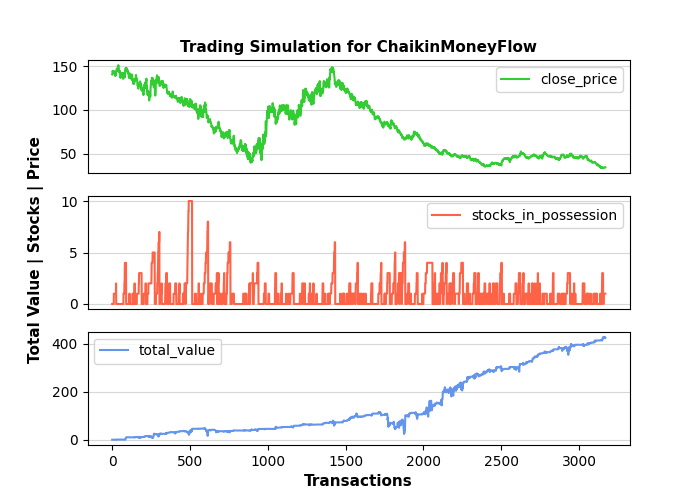 Trading Simulation for ChaikinMoneyFlow
150
100
50
close_price
10
5
0
stocks_in_possession
Total Value | Stocks | Price
400
200
0
total_value
0 500 1000 1500 2000 2500 3000
Transactions